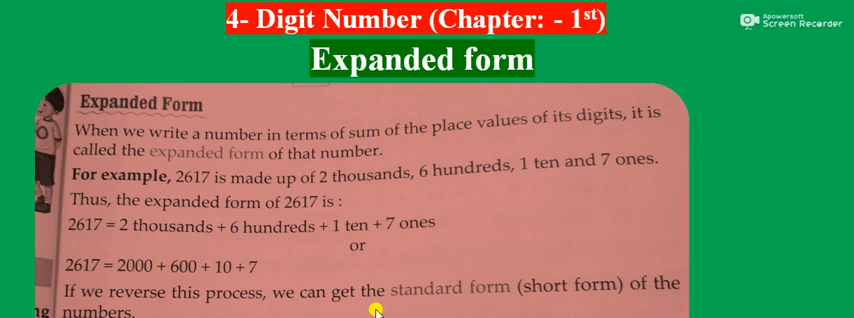 4- Digit Number (Chapter: - 1st)
Apowersoft
Screen Recorder
Expanded form
Expanded Form
When we write a number in terms of sum of the place values of its digits, it is
called the expanded form of that number.
For example, 2617 is made up of 2 thousands, 6 hundreds, 1 ten and 7 ones.
Thus, the expanded form of 2617 is :
2617 = 2 thousands + 6 hundreds + 1 ten + 7 ones
or
2617 = 2000 + 600 + 10 + 7
If we reverse this process, we can get the standard form (short form) of the
numbers.